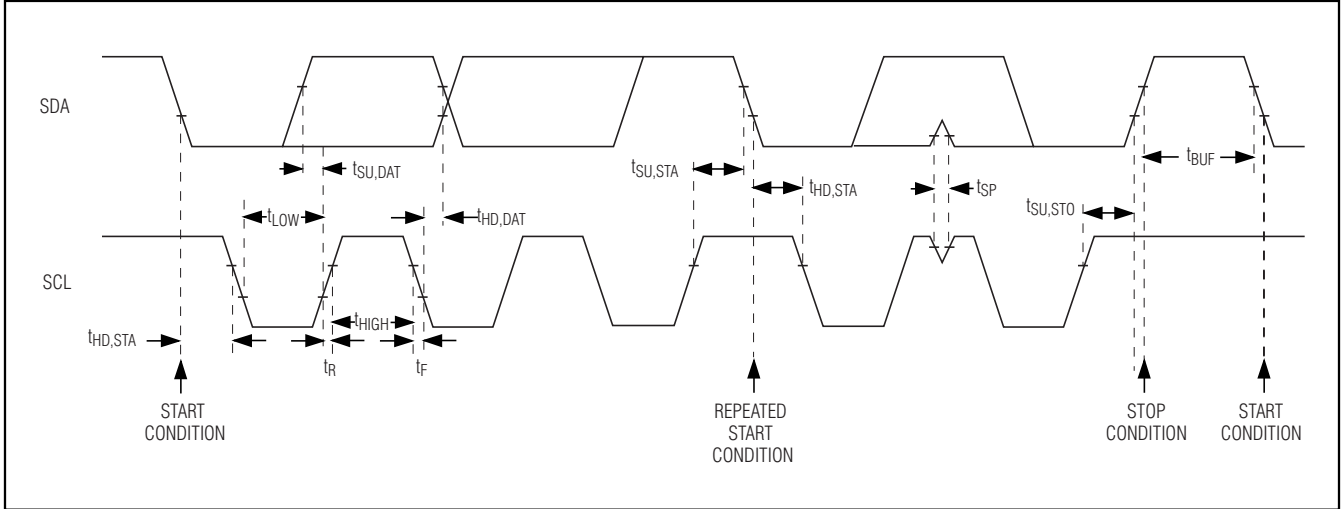 SDA
tSU,DAT
tSU,STA
tHD,STA
tSP
tBUF
tLOW
tHD,DAT
tSU,STO
SCL
tHD,STA
tHIGH
tR
tF
START
CONDITION
REPEATED
START
CONDITION
STOP
CONDITION
START
CONDITION